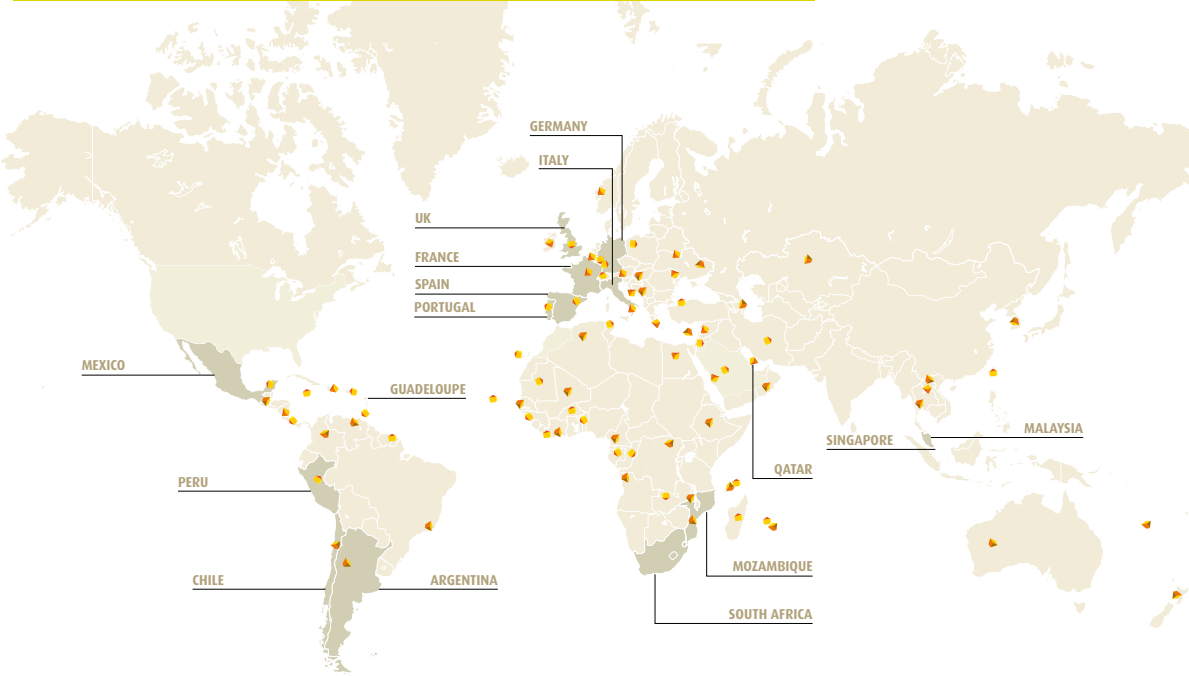 GERMANY
ITALY
UK
FRANCE
SPAIN
PORTUGAL
MEXICO
GUADELOUPE
MALAYSIA
SINGAPORE
QATAR
PERU
MOZAMBIQUE
CHILE
ARGENTINA
SOUTH AFRICA